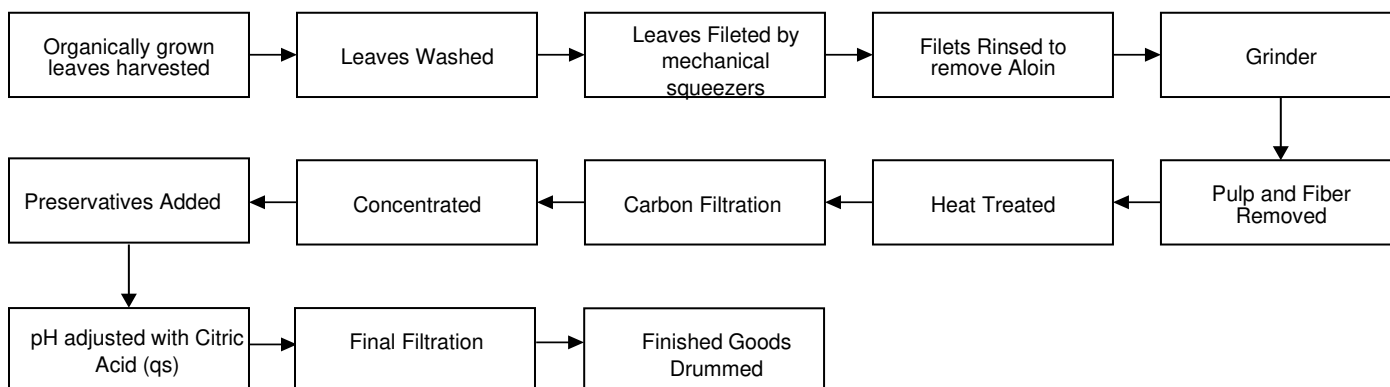 Organically grown
leaves harvested
Leaves Washed
Leaves Fileted by
mechanical
squeezers
Filets Rinsed to
remove Aloin
Grinder
Pulp and Fiber
Removed
Heat Treated
Carbon Filtration
Concentrated
Preservatives Added
pH adjusted with Citric
Acid (qs)
Final Filtration
Finished Goods
Drummed